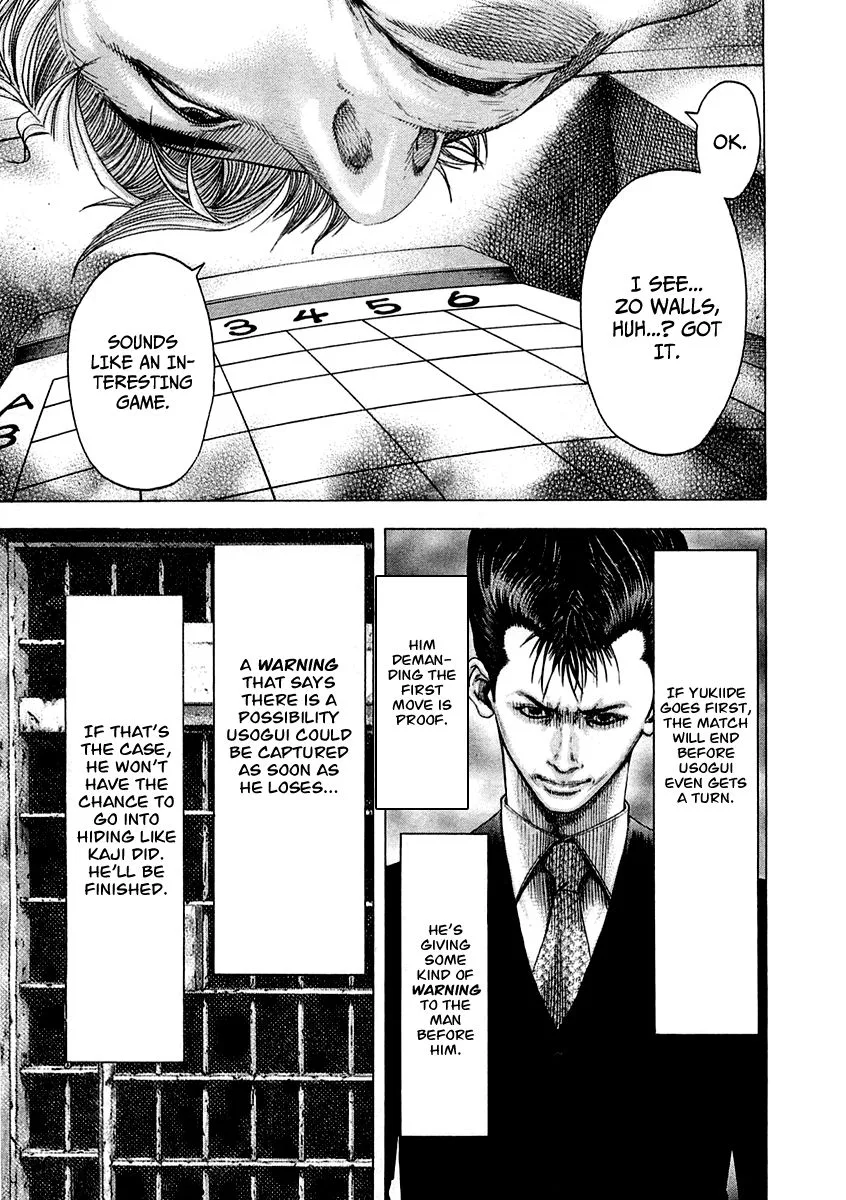 OK.
I SEE...
20 WALLS,
HUH...? GOT
IT.
SOUNDS
LIKE AN IN-
TERESTING
GAME.
3 4 5 6
A
B
IF YUKIIDE
GOES FIRST,
THE MATCH
WILL END
BEFORE
USOGUI
EVEN GETS
A TURN.
HIM
DEMAN-
DING THE
FIRST
MOVE IS
PROOF.
HE'S
GIVING
SOME
KIND OF
WARNING
TO THE
MAN
BEFORE
HIM.
A WARNING
THAT SAYS
THERE IS A
POSSIBILITY
USOGUI COULD
BE CAPTURED
AS SOON AS
HE LOSES...
IF THAT'S
THE CASE,
HE WON'T
HAVE THE
CHANCE TO
GO INTO
HIDING LIKE
KAJI DID.
HE'LL BE
FINISHED.